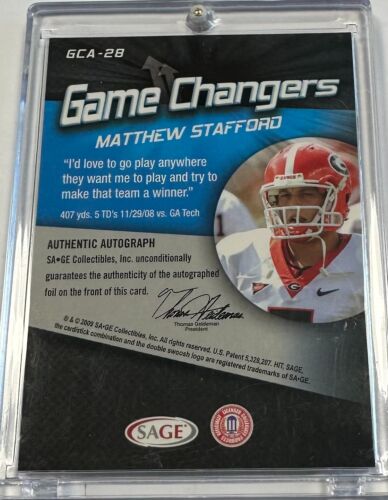 GCA-28
Game Changers
MATTHEW STAFFORD
"I'd love to go play anywhere
they want me to play and try to
make that team a winner."
407 yds. 5 TD's 11/29/08 vs. GA Tech
AUTHENTIC AUTOGRAPH
SA•GE Collectibles, Inc. unconditionally
guarantees the authenticity of the autographed
foil on the front of this card.
Thomas Geideman
President
® & © 2009 SA•GE Collectibles, Inc. All rights reserved. U.S. Patent 5,328,207. HIT, SAGE,
the cardistick combination and the double swoosh logo are registered trademarks of SA•GE.
SAGE